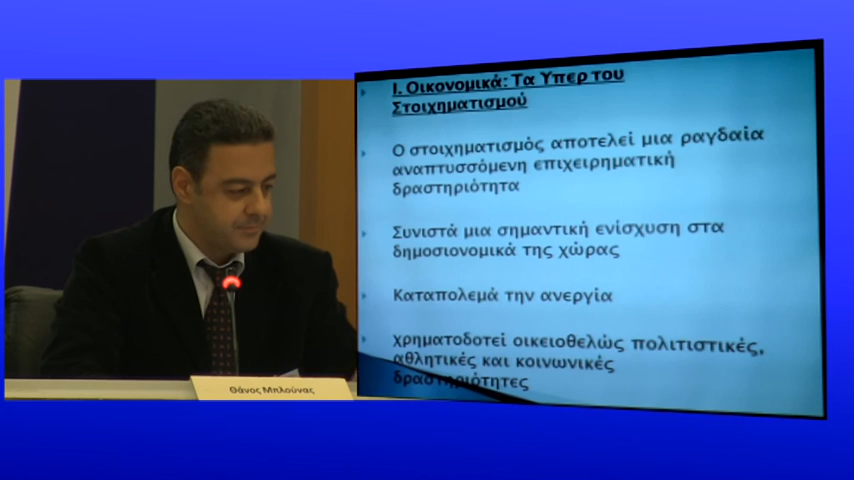 Ι. Οικονομικά: Τα Υπερ του
Στοιχηματισμού
Ο στοιχηματισμός αποτελεί μια ραγδαία
αναπτυσσόμενη επιχειρηματική
δραστηριότητα
Συνιστά μια σημαντική ενίσχυση στα
δημοσιονομικά της χώρας
Καταπολεμά την ανεργία
χρηματοδοτεί οικειοθελώς πολιτιστικές,
αθλητικές και κοινωνικές
δραστηριότητες
Θάνος Μπλούνας